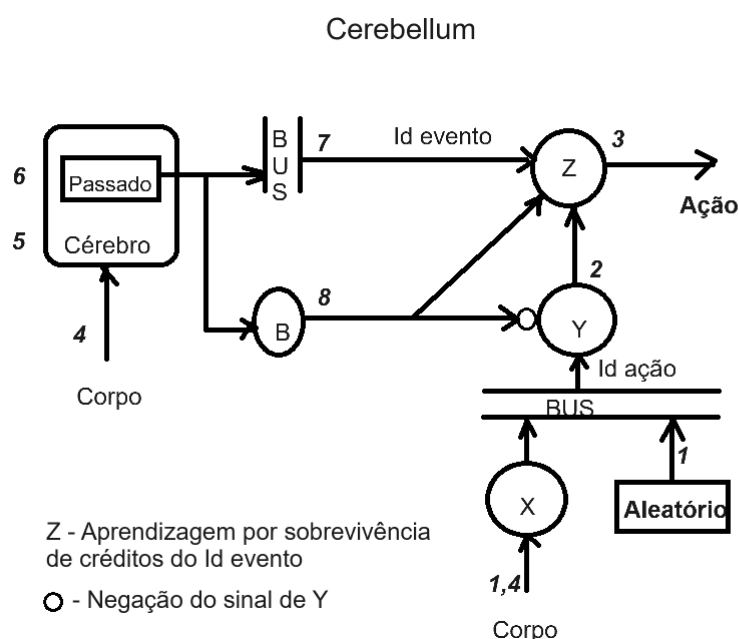 Cerebellum
B
U
S
7
Id evento
3
Z
6
Passado
Ação
5
Cérebro
2
8
B
Y
4
Id ação
Corpo
BUS
1
X
Aleatório
Z - Aprendizagem por sobrevivência
de créditos do Id evento
1,4
- Negação do sinal de Y
Corpo